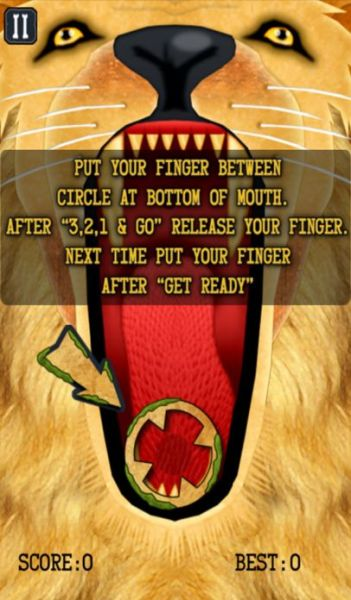 PUT YOUR FINGER BETWEEN
CIRCLE AT BOTTOM OF MOUTH.
AFTER “3,2,1 & GO” RELEASE YOUR FINGER.
NEXT TIME PUT YOUR FINGER
AFTER “GET READY”
SCORE:0 BEST:0